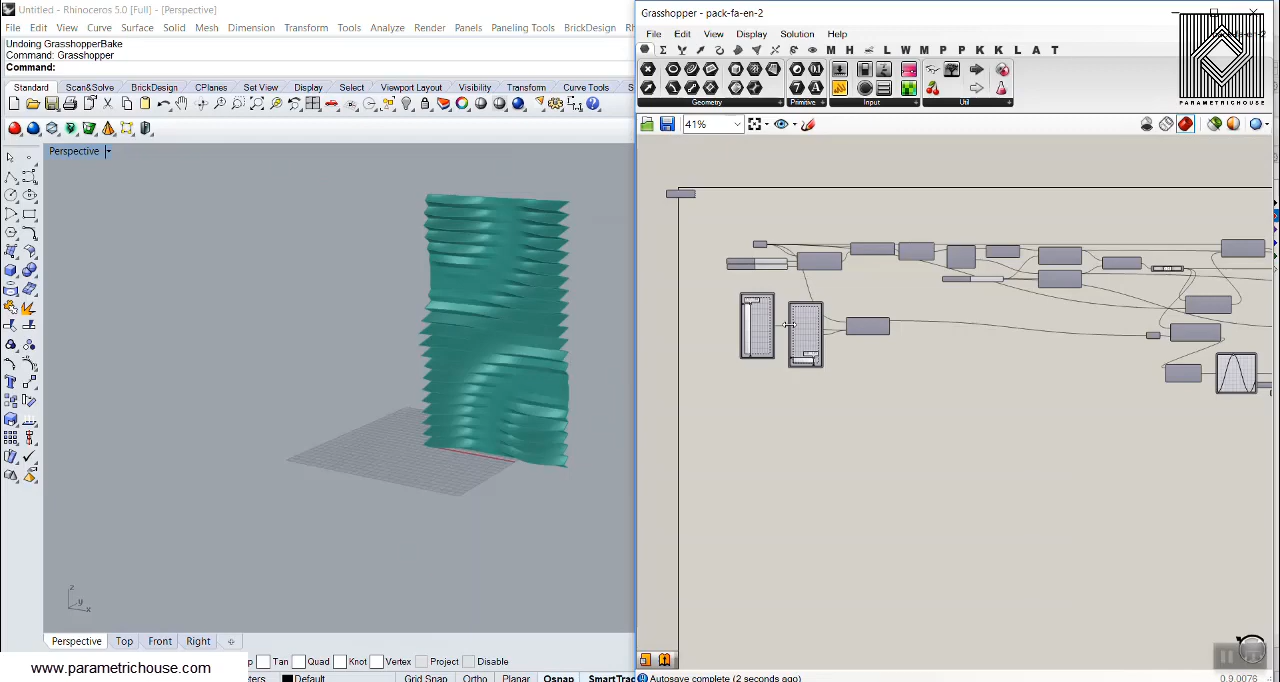 Untitled - Rhinoceros 5.0 [Full] - [Perspective]
File Edit View Curve Surface Solid Mesh Dimension Transform Tools Analyze Render Panels Paneling Tools BrickDesign
Undoing GrasshopperBake
Command: Grasshopper
Command:
Standard Scan&Solve BrickDesign CPlanes Set View Display Select Viewport Layout Visibility Transform Curve Tools
Perspective
z
y
x
Perspective Top Front Right
Tan Quad Knot Vertex Project Disable
www.parametrichouse.com
Default Grid Snap Ortho Planar Osnap SmartTrac
Grasshopper - pack-fa-en-2
File Edit View Display Solution Help
M H L W M P P K K L A T
Geometry Primitive Input Util
PARAMETRICHOUSE
41%
Autosave complete (2 seconds ago)
0.9.0076